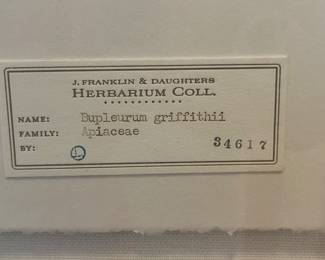 J. FRANKLIN & DAUGHTERS
HERBARIUM COLL.
NAME: Bupleurum griffithii
FAMILY: Apiaceae
BY: 34617